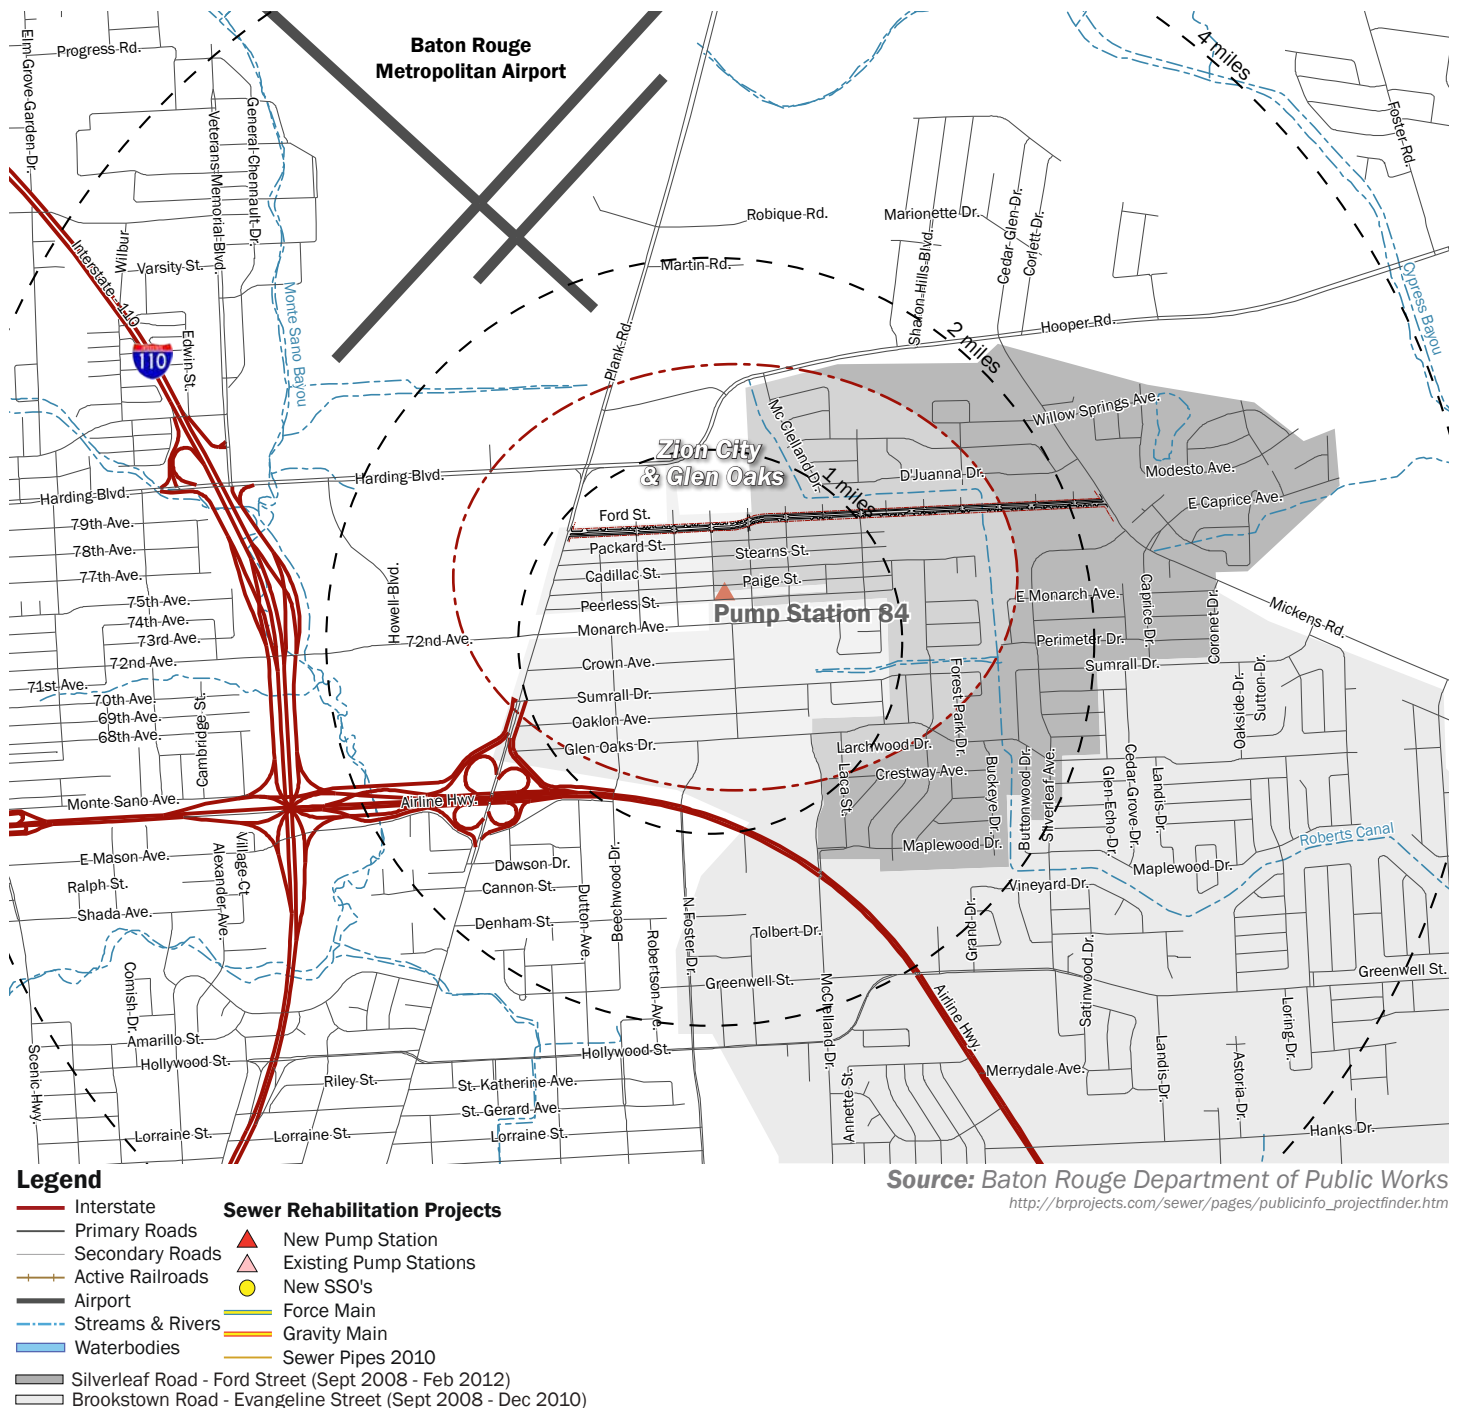 Baton Rouge
Metropolitan Airport
4 miles
Elm Grove Garden Dr.
Progress Rd.
Veterans Memorial Blvd.
General Chennault Dr.
Foster Rd.
Interstate - 110
Wilbur
Varsity St.
Robique Rd.
Marionette Dr.
Martin Rd.
Sharon Hills Blvd.
Cedar Glen Dr.
Corlett Dr.
Hooper Rd.
Cypress Bayou
Monte Sano Bayou
110
Edwin St.
Plank Rd.
2 miles
Willow Springs Ave.
Mc Clelland Dr.
Zion City
& Glen Oaks
1 miles
D'Juanna Dr.
Modesto Ave.
E Caprice Ave.
Harding Blvd.
Harding Blvd.
79th Ave.
78th Ave.
77th Ave.
75th Ave.
74th Ave.
73rd Ave.
72nd Ave.
71st Ave.
70th Ave.
69th Ave.
68th Ave.
Cambridge St.
Howell Blvd.
72nd Ave.
Ford St.
Packard St.
Stearns St.
Cadillac St.
Paige St.
Peerless St.
Pump Station 84
Monarch Ave.
Crown Ave.
Sumrall Dr.
Oaklon Ave.
Glen Oaks Dr.
E Monarch Ave.
Caprice Dr.
Coronet Dr.
Mickens Rd.
Perimeter Dr.
Sumrall Dr.
Forest Park Dr.
Oakside Dr.
Sutton Dr.
Larchwood Dr.
Crestway Ave.
Laca St.
Buckeye Dr.
Buttonwood Dr.
Silverleaf Ave.
Glen Echo Dr.
Cedar Grove Dr.
Landis Dr.
Maplewood Dr.
Maplewood Dr.
Roberts Canal
Monte Sano Ave.
Airline Hwy.
E Mason Ave.
Ralph St.
Shada Ave.
Alexander Ave.
Village Ct
Dawson Dr.
Cannon St.
Denham St.
Dutton Ave.
Beechwood Dr.
Robertson Ave.
N Foster Dr.
Vineyard Dr.
Grand Dr.
Tolbert Dr.
Greenwell St.
Greenwell St.
McClelland Dr.
Airline Hwy.
Satinwood Dr.
Loring Dr.
Comish Dr.
Amarillo St.
Hollywood St.
Hollywood St.
Scenic Hwy.
Riley St.
St. Katherine Ave.
St. Gerard Ave.
Lorraine St.
Lorraine St.
Lorraine St.
Annette St.
Merrydale Ave.
Landis Dr.
Astoria Dr.
Hanks Dr.
Source: Baton Rouge Department of Public Works
http://brprojects.com/sewer/pages/publicinfo_projectfinder.htm
Legend
Interstate
Primary Roads
Secondary Roads
Active Railroads
Airport
Streams & Rivers
Waterbodies
Sewer Rehabilitation Projects
New Pump Station
Existing Pump Stations
New SSO's
Force Main
Gravity Main
Sewer Pipes 2010
Silverleaf Road - Ford Street (Sept 2008 - Feb 2012)
Brookstown Road - Evangeline Street (Sept 2008 - Dec 2010)